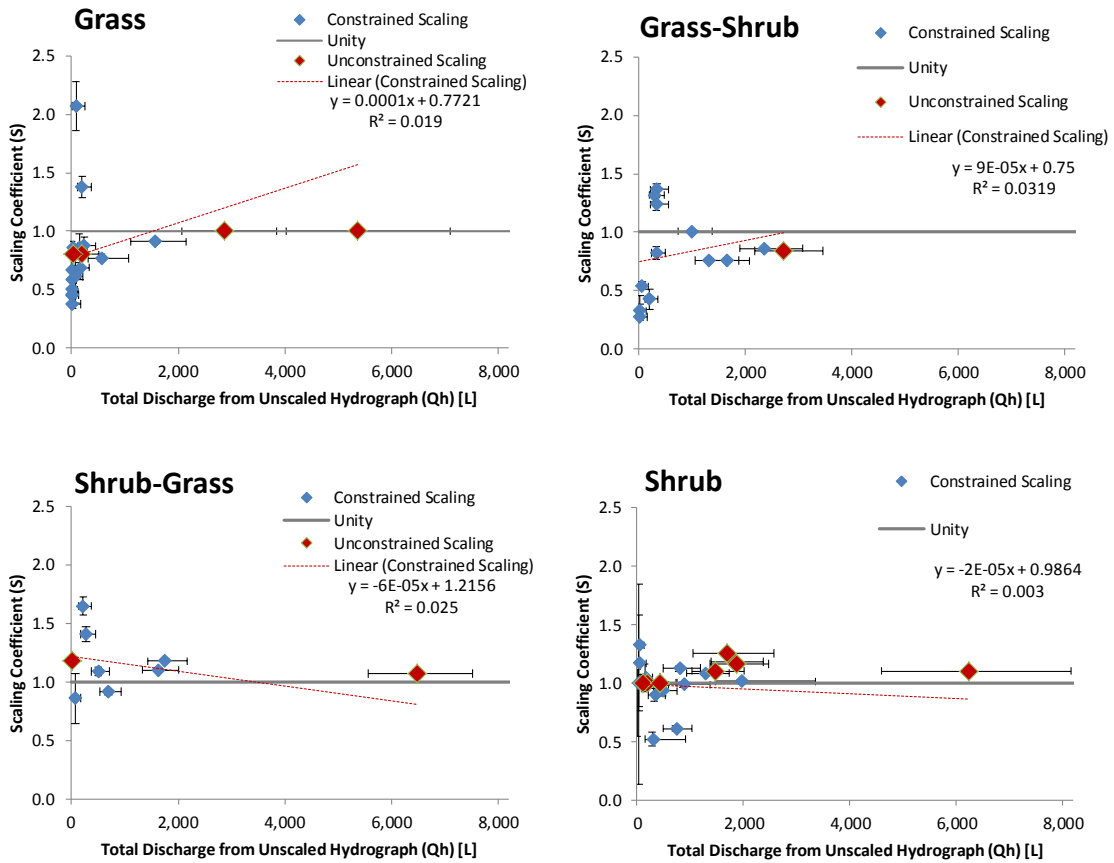 Grass
Constrained Scaling
Unity
Unconstrained Scaling
Linear (Constrained Scaling)
y = 0.0001x + 0.7721
R² = 0.019
Scaling Coefficient (S)
2.5
2.0
1.5
1.0
0.5
0.0
0
2,000
4,000
6,000
8,000
Total Discharge from Unscaled Hydrograph (Qh) [L]
Grass-Shrub
Constrained Scaling
Unity
Unconstrained Scaling
Linear (Constrained Scaling)
y = 9E-05x + 0.75
R² = 0.0319
Scaling Coefficient (S)
2.5
2.0
1.5
1.0
0.5
0.0
0
2,000
4,000
6,000
8,000
Total Discharge from Unscaled Hydrograph (Qh) [L]
Shrub-Grass
Constrained Scaling
Unity
Unconstrained Scaling
Linear (Constrained Scaling)
y = -6E-05x + 1.2156
R² = 0.025
Scaling Coefficient (S)
2.5
2.0
1.5
1.0
0.5
0.0
0
2,000
4,000
6,000
8,000
Total Discharge from Unscaled Hydrograph (Qh) [L]
Shrub
Constrained Scaling
Unity
y = -2E-05x + 0.9864
R² = 0.003
Scaling Coefficient (S)
2.5
2.0
1.5
1.0
0.5
0.0
0
2,000
4,000
6,000
8,000
Total Discharge from Unscaled Hydrograph (Qh) [L]